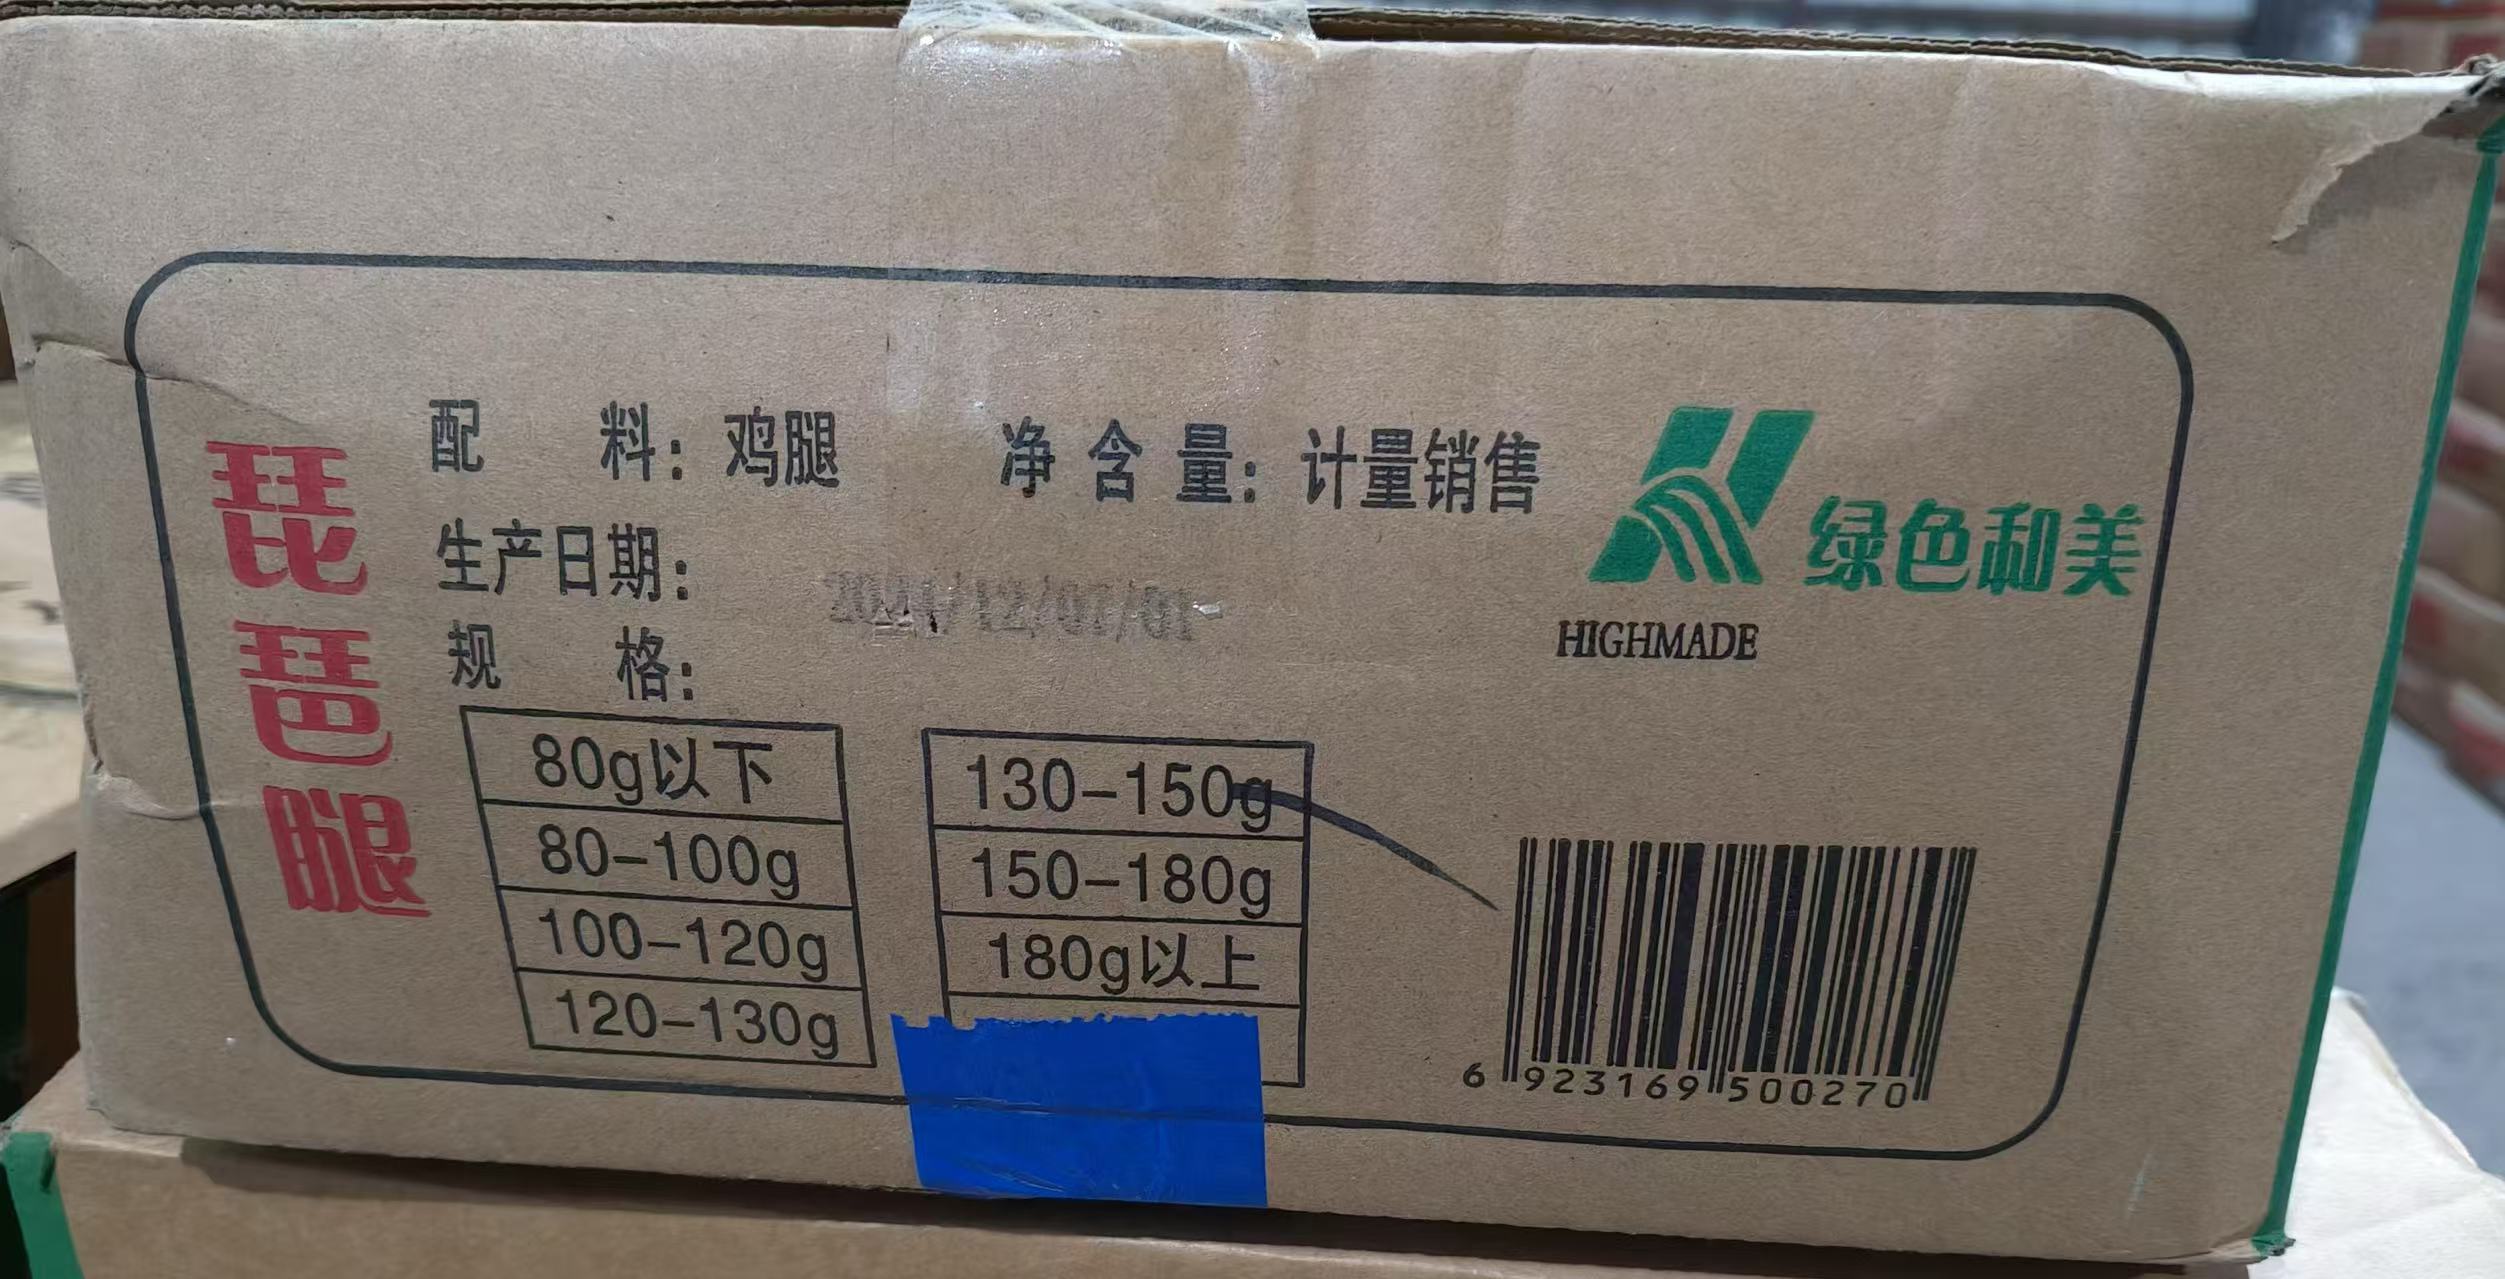 琵琶腿
配 料：鸡腿
净含量：计量销售
生产日期：
规 格：
80g以下
80-100g
100-120g
120-130g
130-150g
150-180g
180g以上
绿色和美
HIGHMADE
6 923169 500270